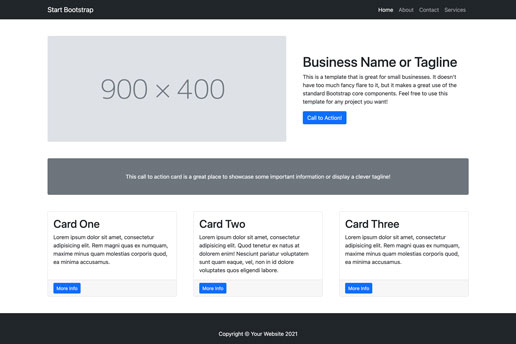 Start Bootstrap
Home About Contact Services
900 × 400
Business Name or Tagline
This is a template that is great for small businesses. It doesn't
have too much fancy flare to it, but it makes a great use of the
standard Bootstrap core components. Feel free to use this
template for any project you want!
Call to Action!
This call to action card is a great place to showcase some important information or display a clever tagline!
Card One
Lorem ipsum dolor sit amet, consectetur
adipisicing elit. Rem magni quas ex numquam,
maxime minus quam molestias corporis quod,
ea minima accusamus.
More Info
Card Two
Lorem ipsum dolor sit amet, consectetur
adipisicing elit. Quod tenetur ex natus at
dolorem enim! Nesciunt pariatur voluptatem
sunt quam eaque, vel, non in id dolore
voluptates quos eligendi labore.
More Info
Card Three
Lorem ipsum dolor sit amet, consectetur
adipisicing elit. Rem magni quas ex numquam,
maxime minus quam molestias corporis quod,
ea minima accusamus.
More Info
Copyright © Your Website 2021